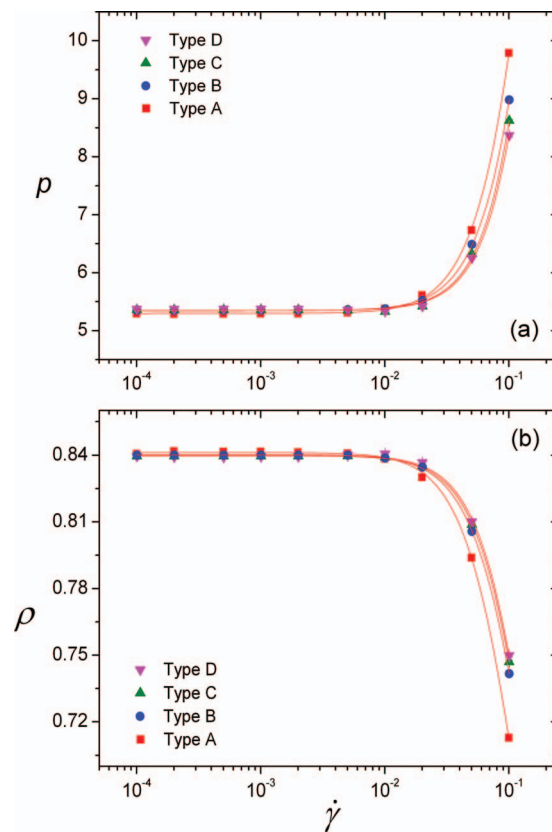 10
9
8
7
6
5
p
Type D
Type C
Type B
Type A
(a)
10⁻⁴
10⁻³
10⁻²
10⁻¹
(b)
0.84
0.81
0.78
0.75
0.72
ρ
Type D
Type C
Type B
Type A
10⁻⁴
10⁻³
10⁻²
10⁻¹
γ̇